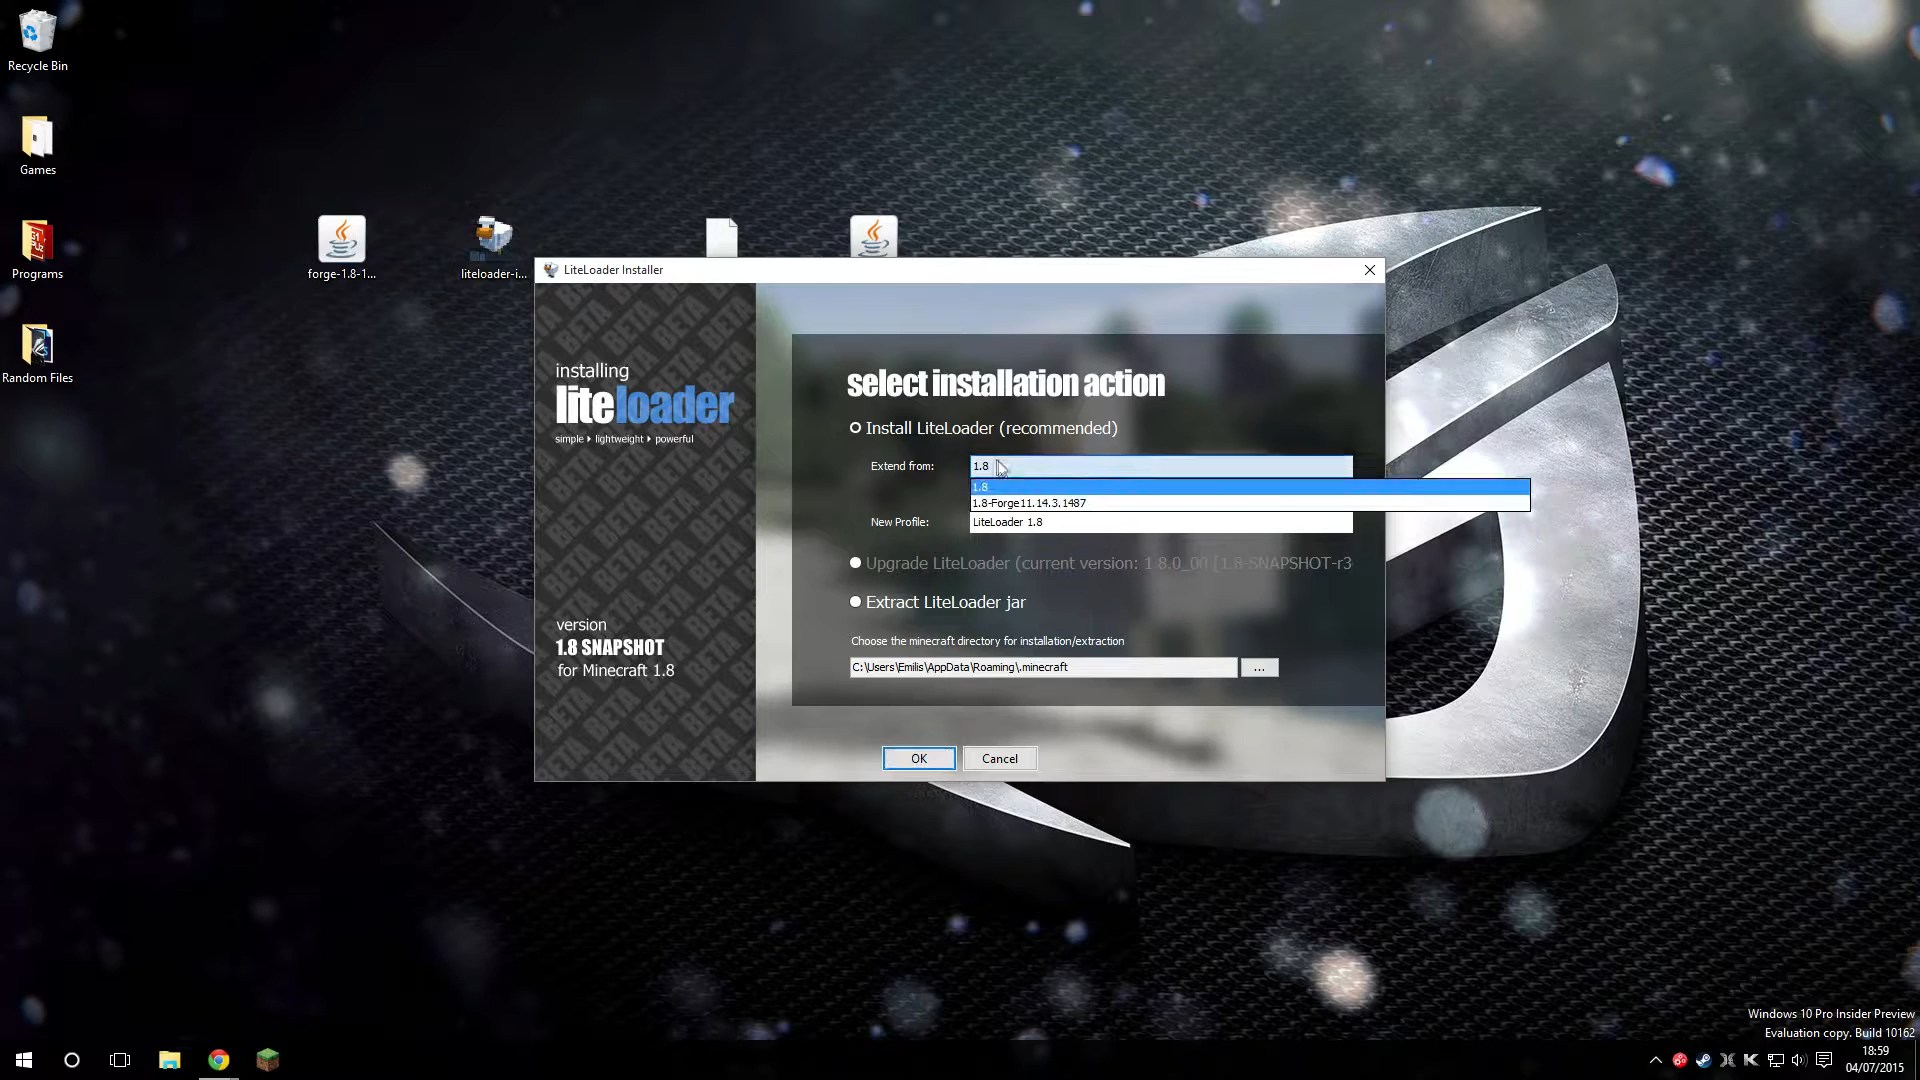 Recycle Bin
Games
Programs
Random Files
forge-1.8-1...
liteloader-i...
LiteLoader Installer
installing
liteloader
simple lightweight powerful
version
1.8 SNAPSHOT
for Minecraft 1.8
select installation action
Install LiteLoader (recommended)
Extend from:
1.8
1.8
1.8-Forge11.14.3.1487
New Profile:
LiteLoader 1.8
Upgrade LiteLoader (current version: 1.8.0_00 [1.8-SNAPSHOT-r3
Extract LiteLoader jar
Choose the minecraft directory for installation/extraction
C:\Users\Emilis\AppData\Roaming\.minecraft
...
OK
Cancel
Windows 10 Pro Insider Preview
Evaluation copy. Build 10162
18:59
04/07/2015